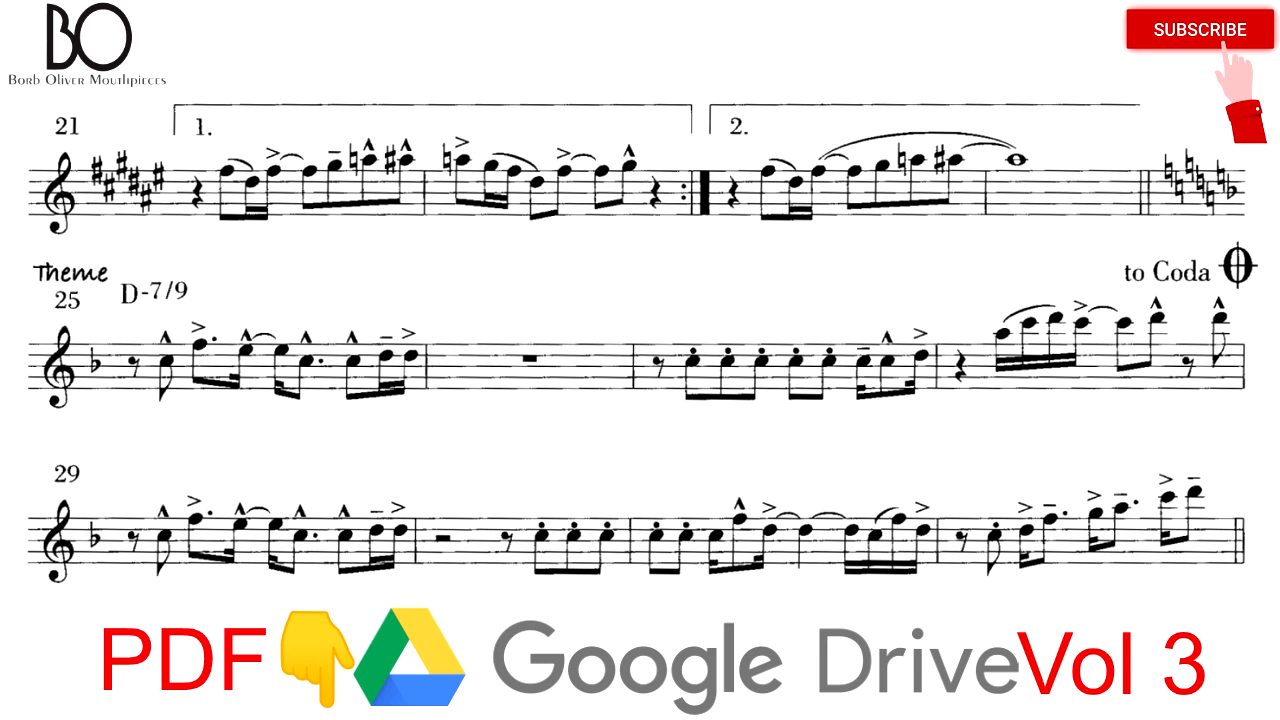 BO
Borb Oliver Mouthpieces
SUBSCRIBE
21
1.
2.
to Coda
Theme
25
D-7/9
29
PDF
Google Drive
Vol 3